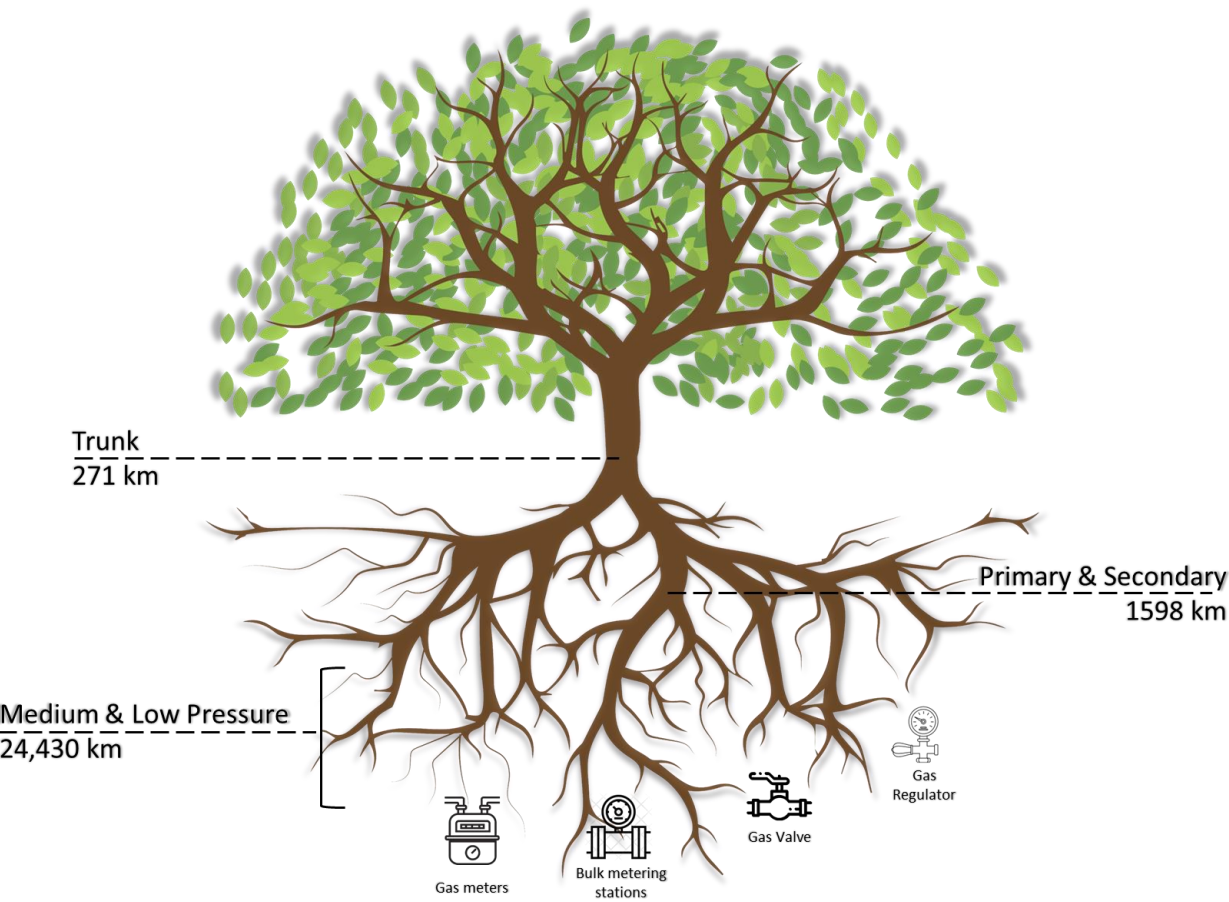 Trunk
271 km
Primary & Secondary
1598 km
Medium & Low Pressure
24,430 km
Gas
Regulator
Gas Valve
Bulk metering
stations
Gas meters